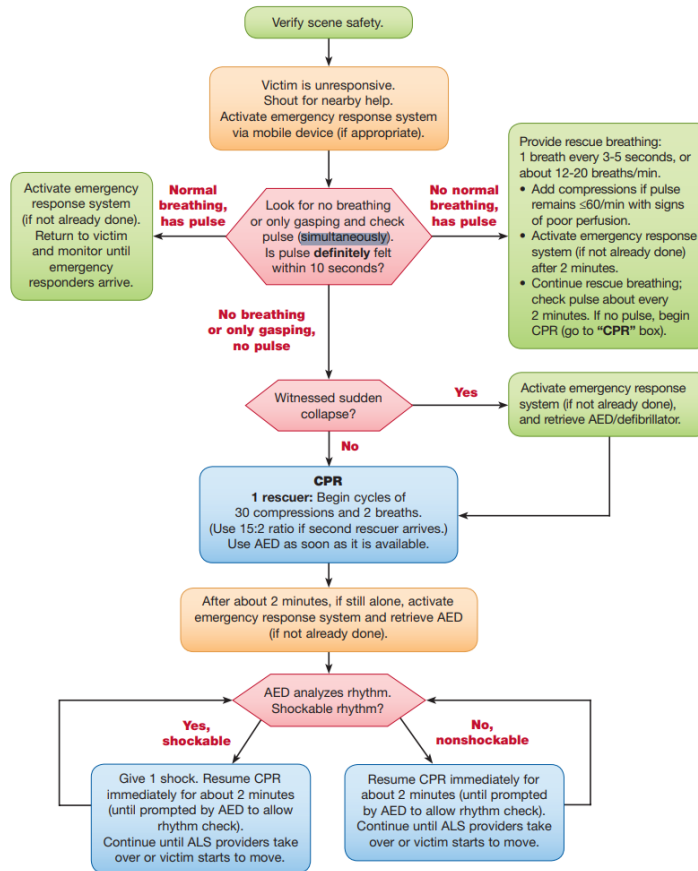 Verify scene safety.
Victim is unresponsive.
Shout for nearby help.
Activate emergency response system
via mobile device (if appropriate).
Normal
breathing,
has pulse
Activate emergency
response system
(if not already done).
Return to victim
and monitor until
emergency
responders arrive.
Look for no breathing
or only gasping and check
pulse (simultaneously).
Is pulse definitely felt
within 10 seconds?
No normal
breathing,
has pulse
Provide rescue breathing:
1 breath every 3-5 seconds, or
about 12-20 breaths/min.
• Add compressions if pulse
remains ≤60/min with signs
of poor perfusion.
• Activate emergency response
system (if not already done)
after 2 minutes.
• Continue rescue breathing;
check pulse about every
2 minutes. If no pulse, begin
CPR (go to “CPR” box).
No breathing
or only gasping,
no pulse
Witnessed sudden
collapse?
Yes
Activate emergency response
system (if not already done),
and retrieve AED/defibrillator.
No
CPR
1 rescuer: Begin cycles of
30 compressions and 2 breaths.
(Use 15:2 ratio if second rescuer arrives.)
Use AED as soon as it is available.
After about 2 minutes, if still alone, activate
emergency response system and retrieve AED
(if not already done).
AED analyzes rhythm.
Shockable rhythm?
Yes,
shockable
No,
nonshockable
Give 1 shock. Resume CPR
immediately for about 2 minutes
(until prompted by AED to allow
rhythm check).
Continue until ALS providers take
over or victim starts to move.
Resume CPR immediately for
about 2 minutes (until prompted
by AED to allow rhythm check).
Continue until ALS providers take
over or victim starts to move.